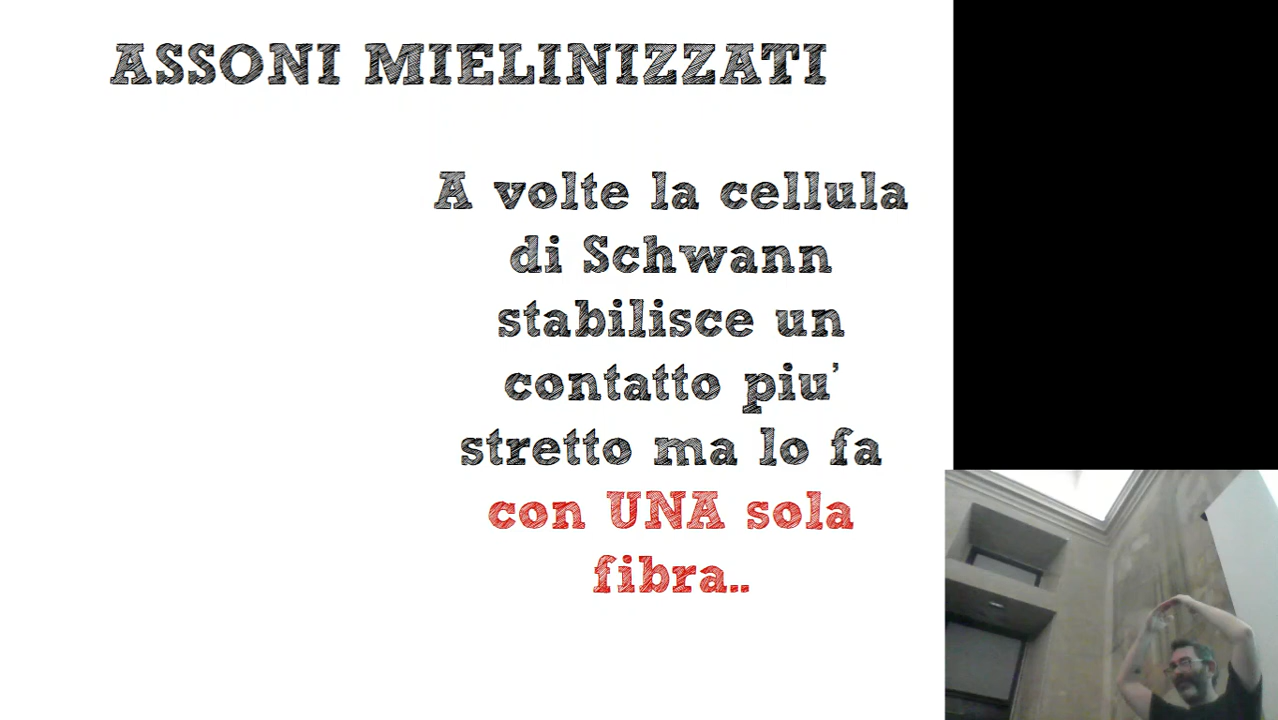 ASSONI MIELINIZZATI
A volte la cellula
di Schwann
stabilisce un
contatto piu'
stretto ma lo fa
con UNA sola
fibra..